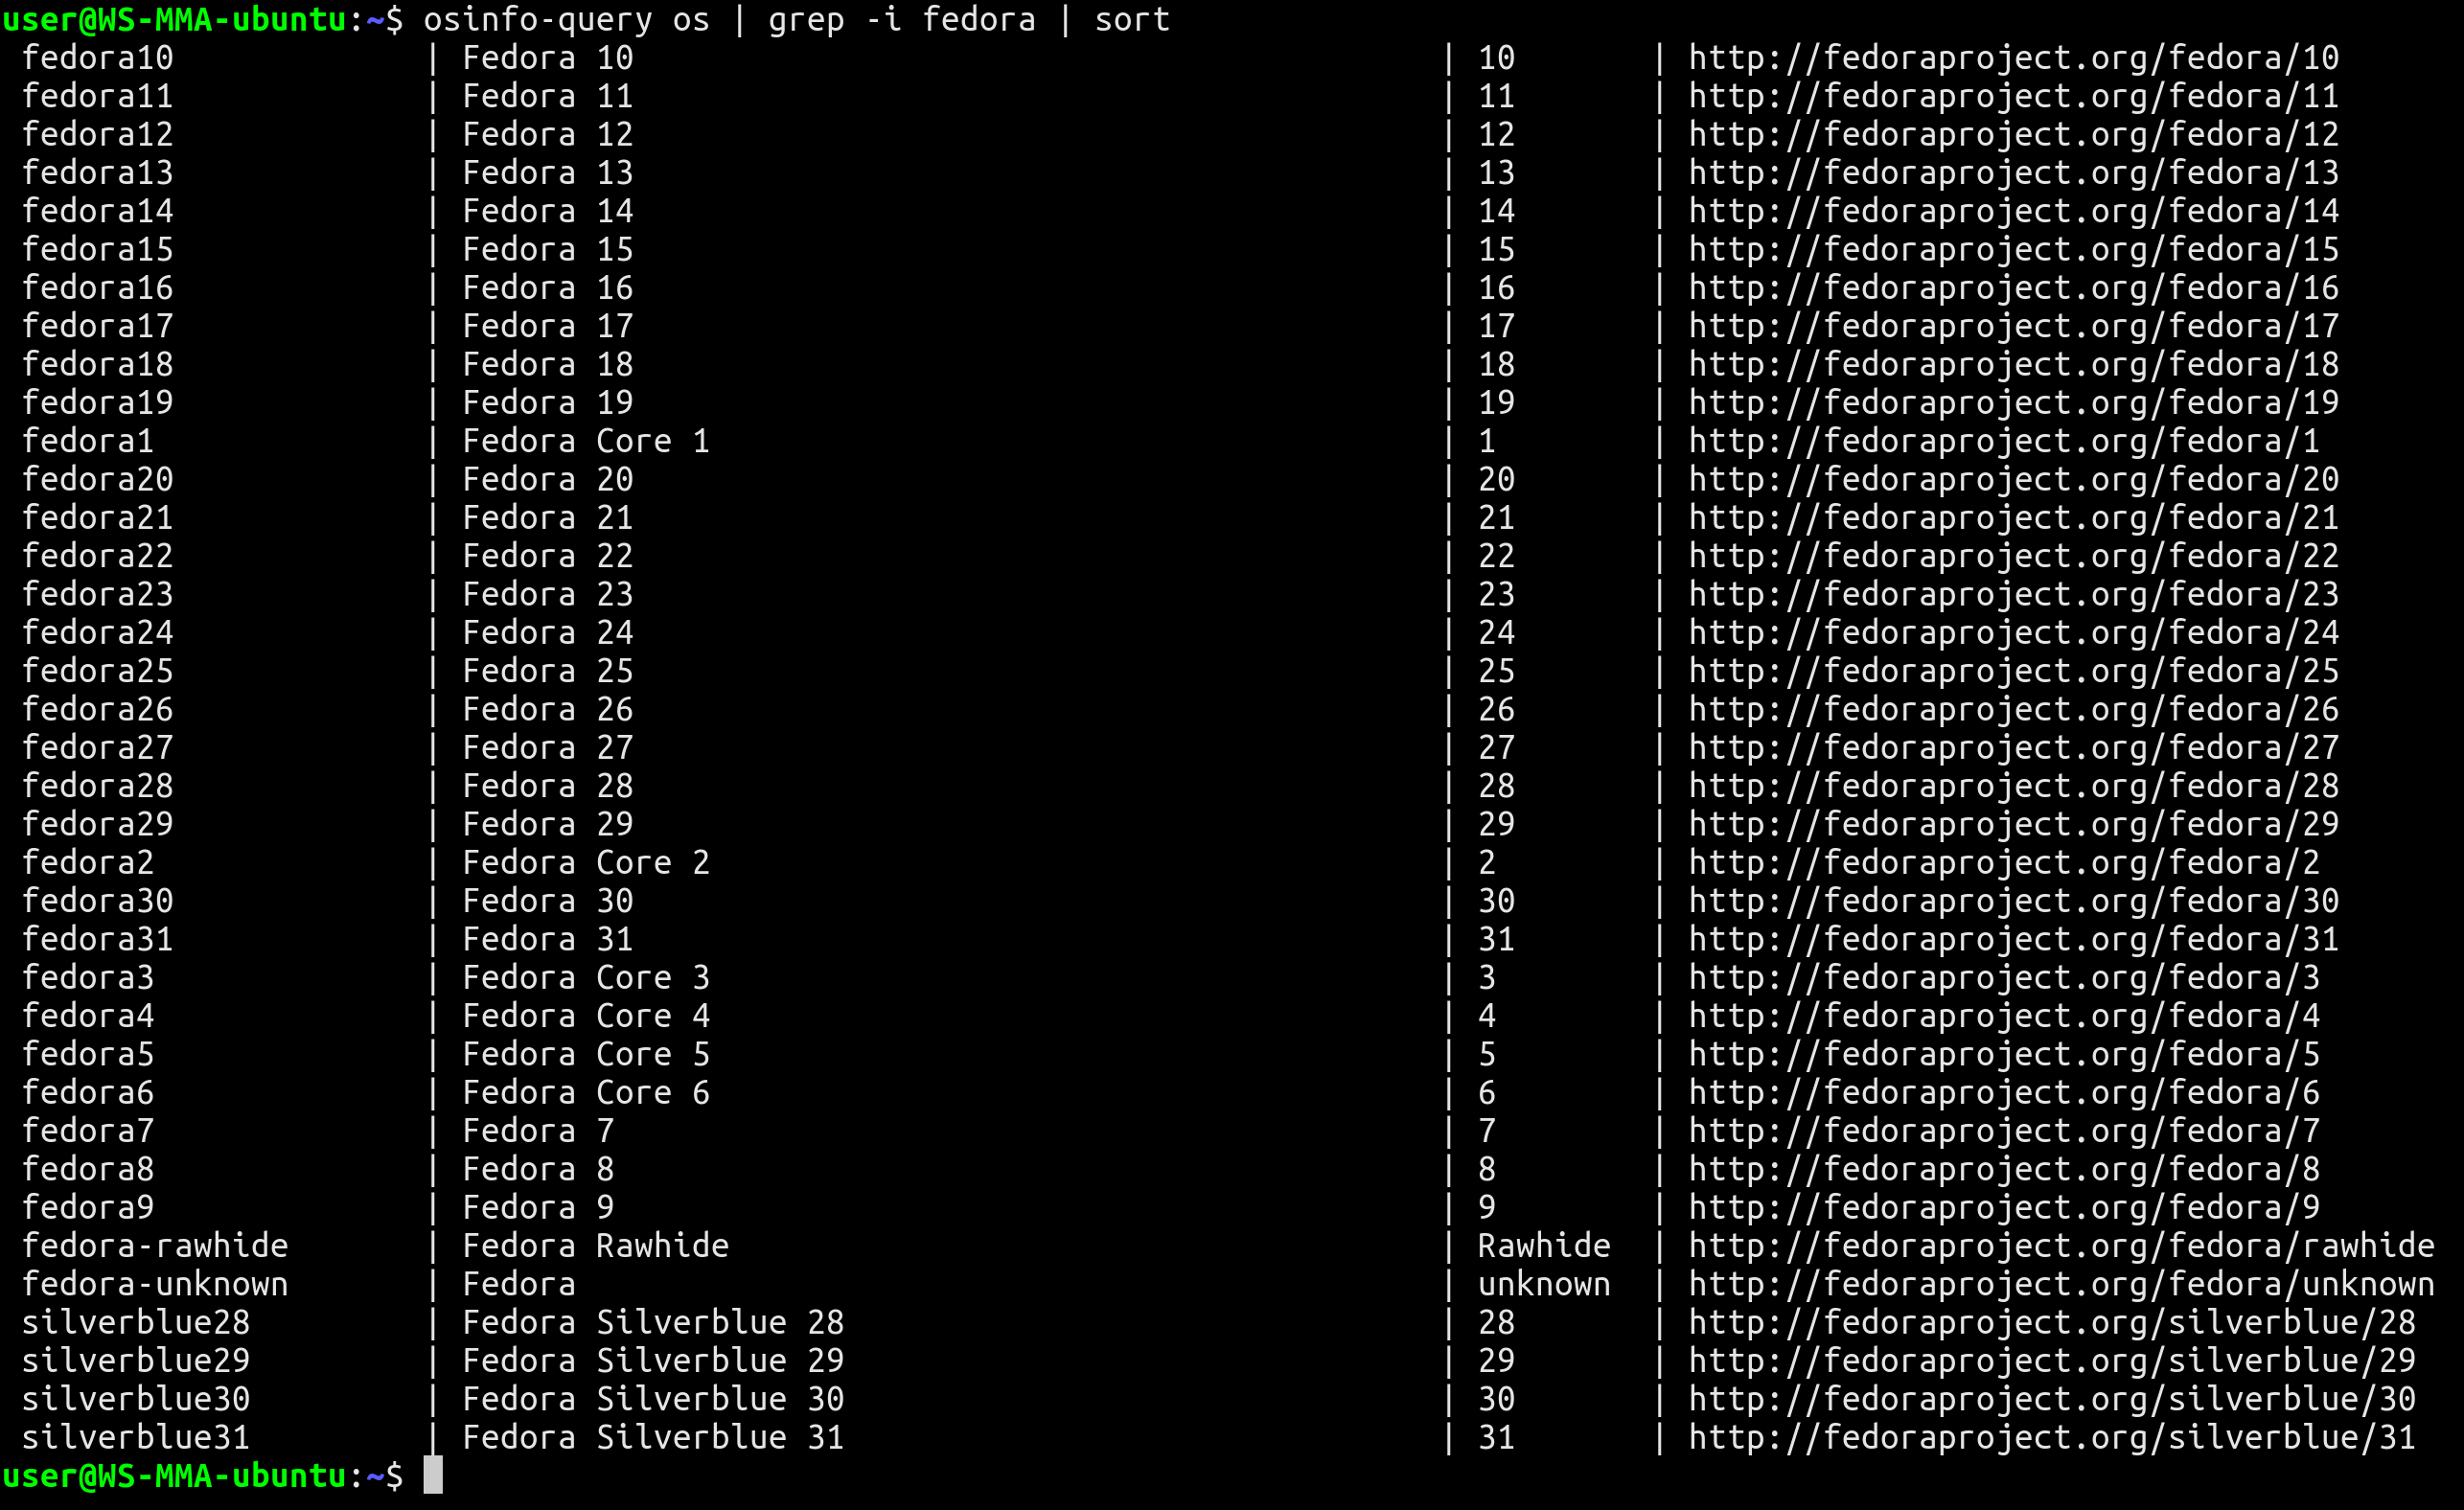 user@WS-MMA-ubuntu:~$ osinfo-query os | grep -i fedora | sort
 fedora10             | Fedora 10                                          | 10       | http://fedoraproject.org/fedora/10
 fedora11             | Fedora 11                                          | 11       | http://fedoraproject.org/fedora/11
 fedora12             | Fedora 12                                          | 12       | http://fedoraproject.org/fedora/12
 fedora13             | Fedora 13                                          | 13       | http://fedoraproject.org/fedora/13
 fedora14             | Fedora 14                                          | 14       | http://fedoraproject.org/fedora/14
 fedora15             | Fedora 15                                          | 15       | http://fedoraproject.org/fedora/15
 fedora16             | Fedora 16                                          | 16       | http://fedoraproject.org/fedora/16
 fedora17             | Fedora 17                                          | 17       | http://fedoraproject.org/fedora/17
 fedora18             | Fedora 18                                          | 18       | http://fedoraproject.org/fedora/18
 fedora19             | Fedora 19                                          | 19       | http://fedoraproject.org/fedora/19
 fedora1              | Fedora Core 1                                      | 1        | http://fedoraproject.org/fedora/1
 fedora20             | Fedora 20                                          | 20       | http://fedoraproject.org/fedora/20
 fedora21             | Fedora 21                                          | 21       | http://fedoraproject.org/fedora/21
 fedora22             | Fedora 22                                          | 22       | http://fedoraproject.org/fedora/22
 fedora23             | Fedora 23                                          | 23       | http://fedoraproject.org/fedora/23
 fedora24             | Fedora 24                                          | 24       | http://fedoraproject.org/fedora/24
 fedora25             | Fedora 25                                          | 25       | http://fedoraproject.org/fedora/25
 fedora26             | Fedora 26                                          | 26       | http://fedoraproject.org/fedora/26
 fedora27             | Fedora 27                                          | 27       | http://fedoraproject.org/fedora/27
 fedora28             | Fedora 28                                          | 28       | http://fedoraproject.org/fedora/28
 fedora29             | Fedora 29                                          | 29       | http://fedoraproject.org/fedora/29
 fedora2              | Fedora Core 2                                      | 2        | http://fedoraproject.org/fedora/2
 fedora30             | Fedora 30                                          | 30       | http://fedoraproject.org/fedora/30
 fedora31             | Fedora 31                                          | 31       | http://fedoraproject.org/fedora/31
 fedora3              | Fedora Core 3                                      | 3        | http://fedoraproject.org/fedora/3
 fedora4              | Fedora Core 4                                      | 4        | http://fedoraproject.org/fedora/4
 fedora5              | Fedora Core 5                                      | 5        | http://fedoraproject.org/fedora/5
 fedora6              | Fedora Core 6                                      | 6        | http://fedoraproject.org/fedora/6
 fedora7              | Fedora 7                                           | 7        | http://fedoraproject.org/fedora/7
 fedora8              | Fedora 8                                           | 8        | http://fedoraproject.org/fedora/8
 fedora9              | Fedora 9                                           | 9        | http://fedoraproject.org/fedora/9
 fedora-rawhide       | Fedora Rawhide                                     | Rawhide  | http://fedoraproject.org/fedora/rawhide
 fedora-unknown       | Fedora                                             | unknown  | http://fedoraproject.org/fedora/unknown
 silverblue28         | Fedora Silverblue 28                               | 28       | http://fedoraproject.org/silverblue/28
 silverblue29         | Fedora Silverblue 29                               | 29       | http://fedoraproject.org/silverblue/29
 silverblue30         | Fedora Silverblue 30                               | 30       | http://fedoraproject.org/silverblue/30
 silverblue31         | Fedora Silverblue 31                               | 31       | http://fedoraproject.org/silverblue/31
user@WS-MMA-ubuntu:~$